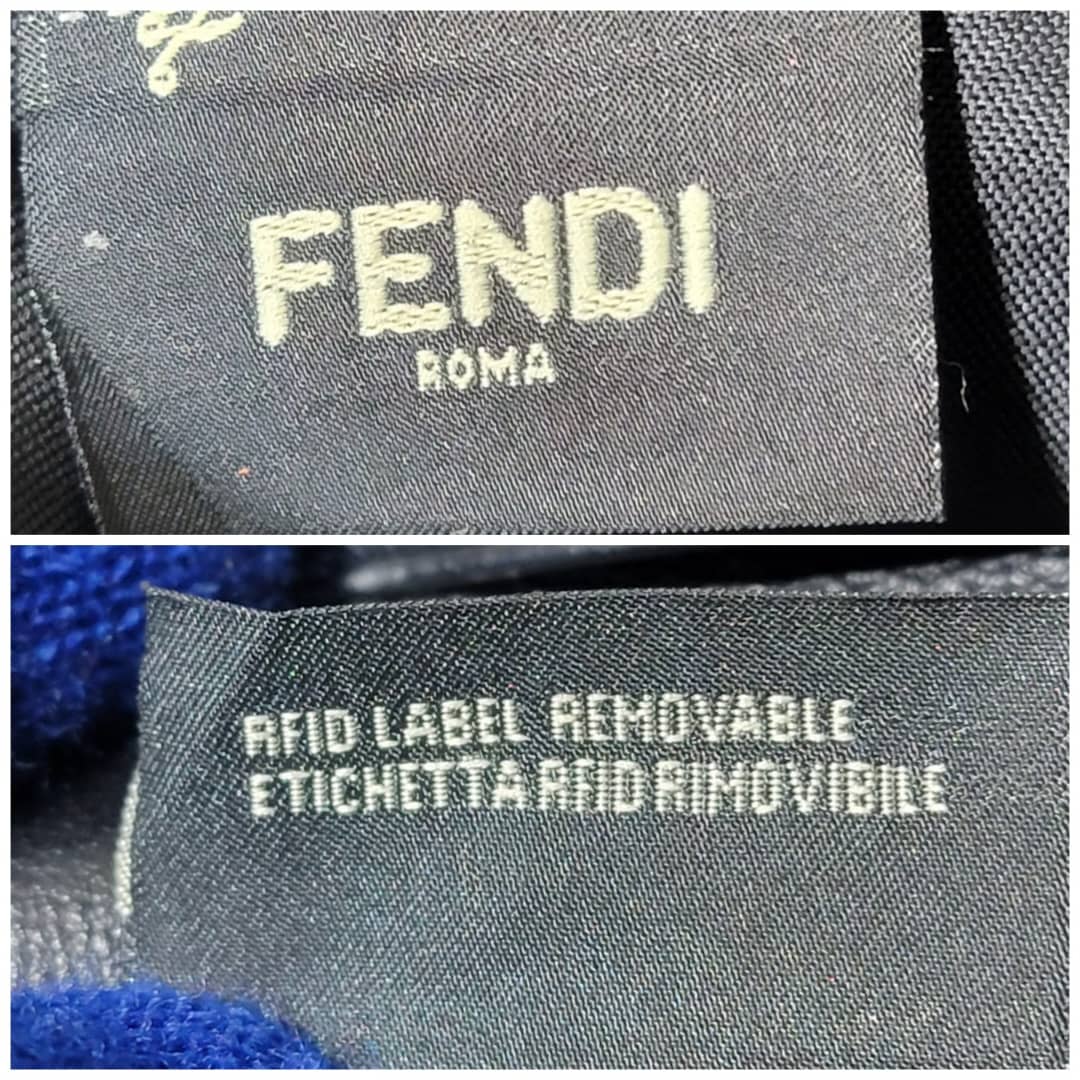 FENDI
ROMA
RFID LABEL REMOVABLE
ETICHETTA RFID RIMOVIBILE